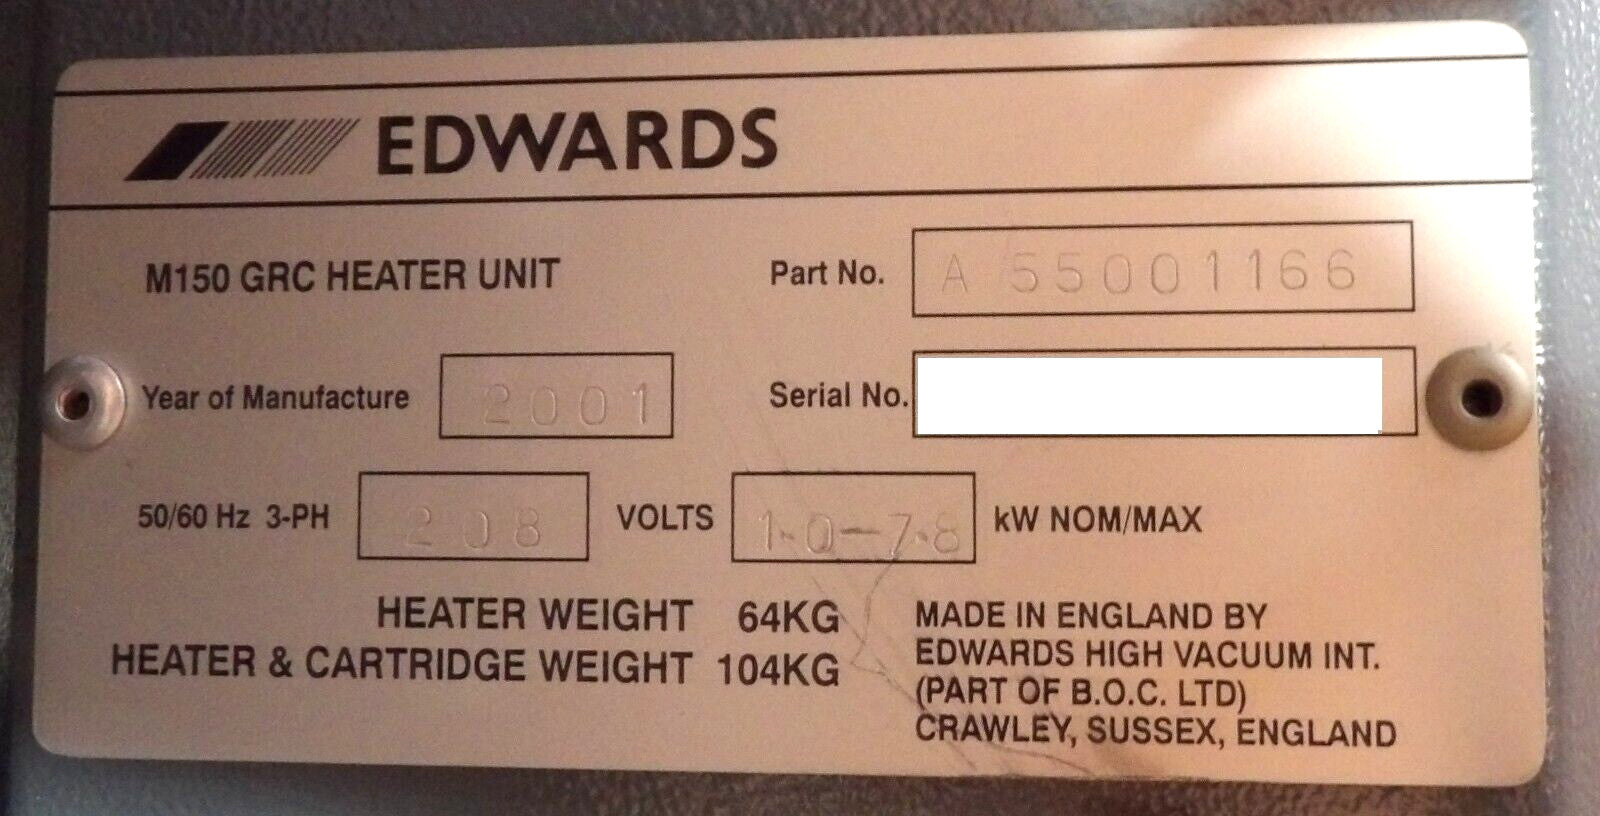 EDWARDS
M150 GRC HEATER UNIT
Part No. A 55001166
Year of Manufacture 2001
Serial No.
50/60 Hz 3-PH 208 VOLTS 1.0-7.8 kW NOM/MAX
HEATER WEIGHT 64KG
HEATER & CARTRIDGE WEIGHT 104KG
MADE IN ENGLAND BY
EDWARDS HIGH VACUUM INT.
(PART OF B.O.C. LTD)
CRAWLEY, SUSSEX, ENGLAND